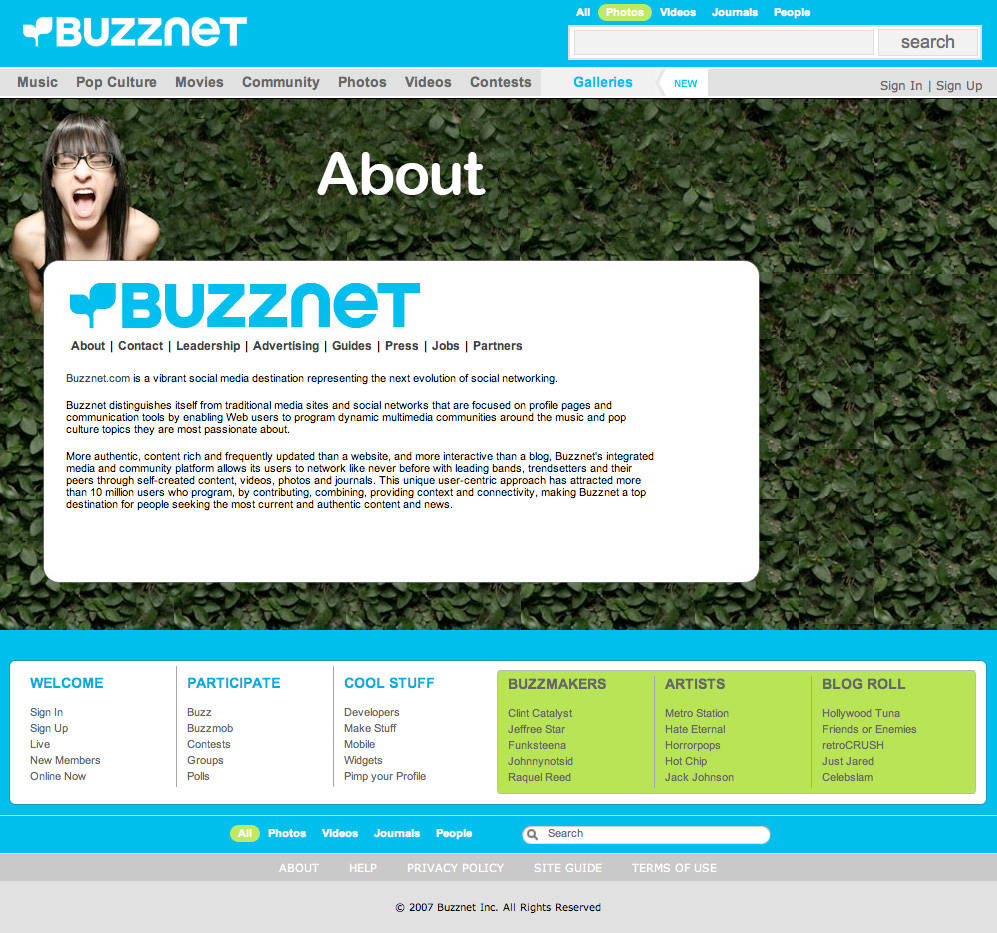 BUZZNET
All Photos Videos Journals People
search
Music Pop Culture Movies Community Photos Videos Contests Galleries NEW
Sign In | Sign Up
About
BUZZNET
About | Contact | Leadership | Advertising | Guides | Press | Jobs | Partners
Buzznet.com is a vibrant social media destination representing the next evolution of social networking.
Buzznet distinguishes itself from traditional media sites and social networks that are focused on profile pages and
communication tools by enabling Web users to program dynamic multimedia communities around the music and pop
culture topics they are most passionate about.
More authentic, content rich and frequently updated than a website, and more interactive than a blog, Buzznet's integrated
media and community platform allows its users to network like never before with leading bands, trendsetters and their
peers through self-created content, videos, photos and journals. This unique user-centric approach has attracted more
than 10 million users who program, by contributing, combining, providing context and connectivity, making Buzznet a top
destination for people seeking the most current and authentic content and news.
WELCOME
Sign In
Sign Up
Live
New Members
Online Now
PARTICIPATE
Buzz
Buzzmob
Contests
Groups
Polls
COOL STUFF
Developers
Make Stuff
Mobile
Widgets
Pimp your Profile
BUZZMAKERS
Clint Catalyst
Jeffree Star
Funksteena
Johnnynotsid
Raquel Reed
ARTISTS
Metro Station
Hate Eternal
Horrorpops
Hot Chip
Jack Johnson
BLOG ROLL
Hollywood Tuna
Friends or Enemies
retroCRUSH
Just Jared
Celebslam
All Photos Videos Journals People
Search
ABOUT HELP PRIVACY POLICY SITE GUIDE TERMS OF USE
© 2007 Buzznet Inc. All Rights Reserved